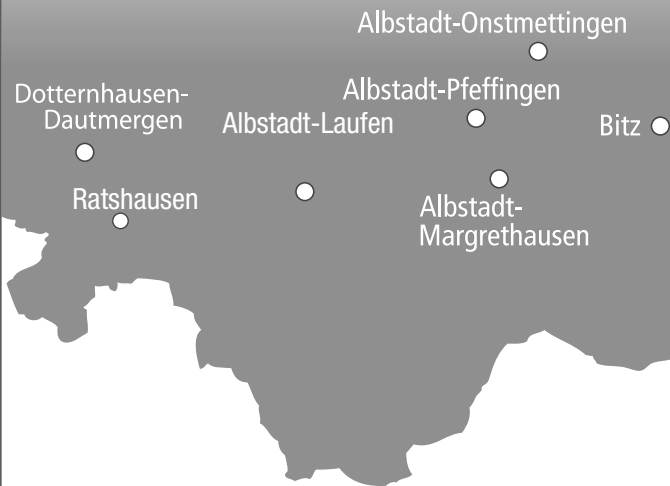 Albstadt-Onstmettingen
Albstadt-Pfeffingen
Dotternhausen-
Dautmergen
Albstadt-Laufen
Bitz
Ratshausen
Albstadt-
Margrethausen